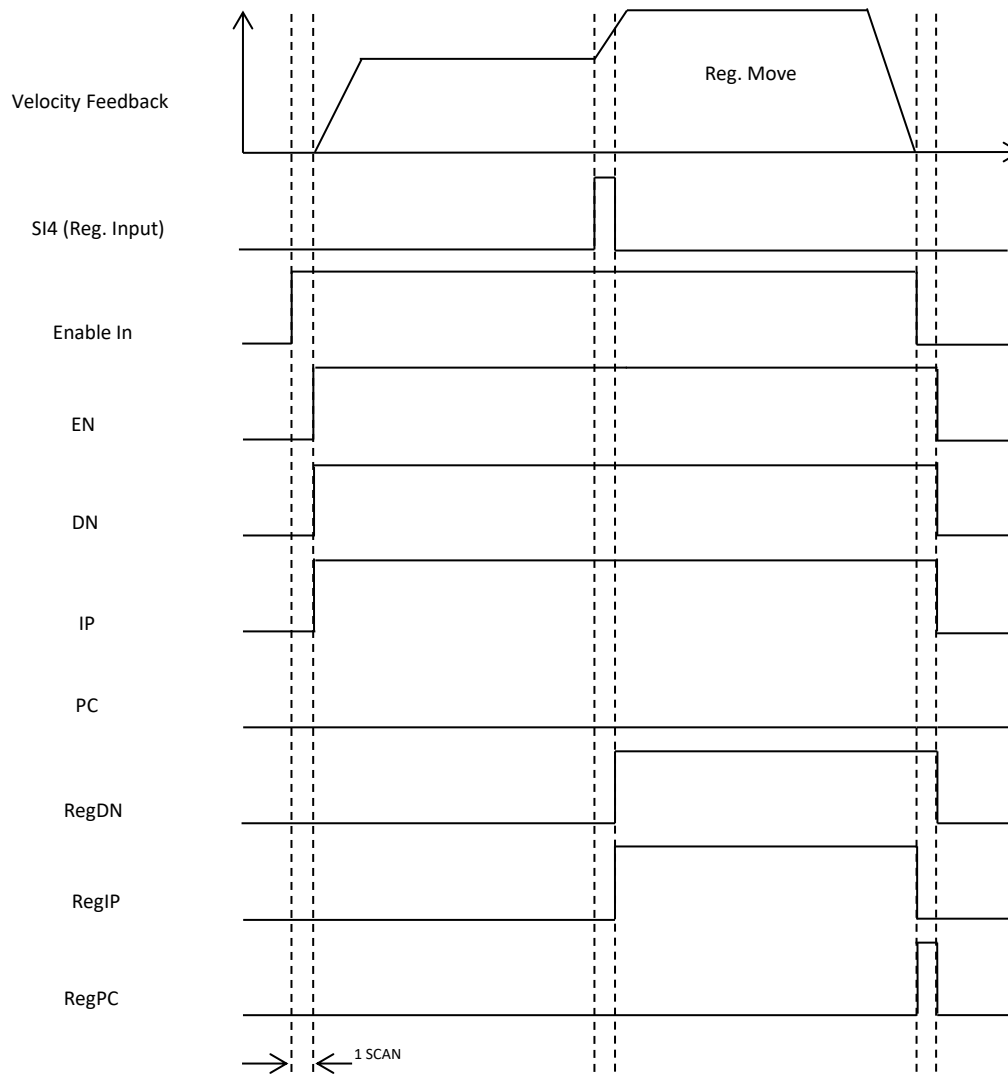 Reg. Move
Velocity Feedback
SI4 (Reg. Input)
Enable In
EN
DN
IP
PC
RegDN
RegIP
RegPC
1 SCAN